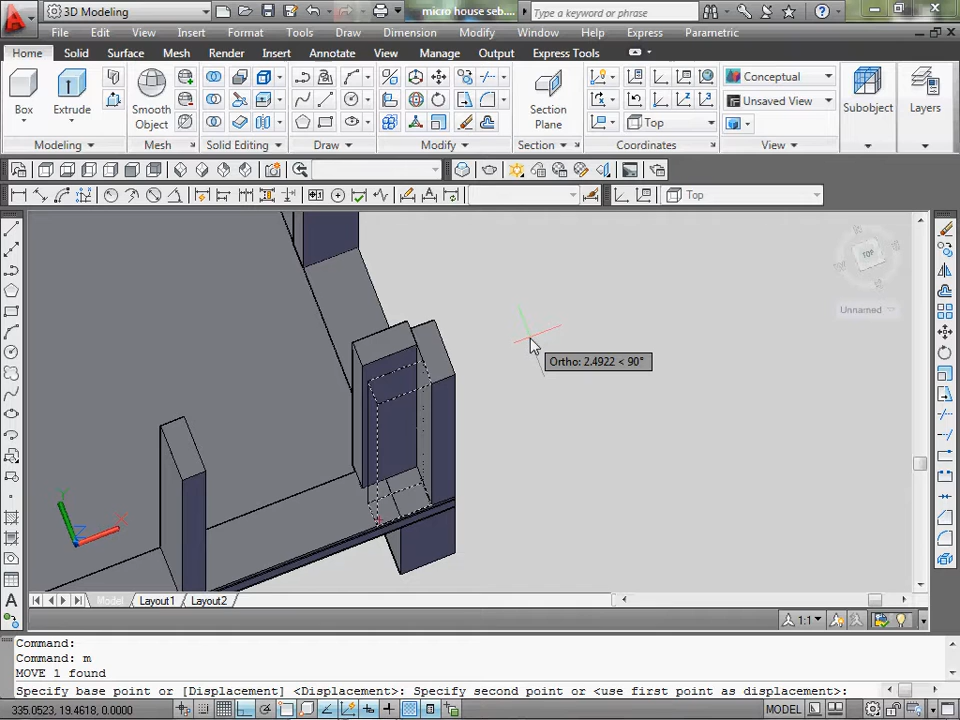 3D Modeling
micro house seb....
Type a keyword or phrase
File Edit View Insert Format Tools Draw Dimension Modify Window Help Express Parametric
Home Solid Surface Mesh Render Insert Annotate View Manage Output Express Tools
Box Extrude Smooth Object Section Plane Conceptual Unsaved View Top Subobject Layers
Modeling Mesh Solid Editing Draw Modify Section Coordinates View
Top
TOP
Unnamed
Ortho: 2.4922 < 90°
Y X Z
Model Layout1 Layout2
1:1
Command:
Command: m
MOVE 1 found
Specify base point or [Displacement] <Displacement>: Specify second point or <use first point as displacement>:
335.0523, 19.4618, 0.0000
MODEL